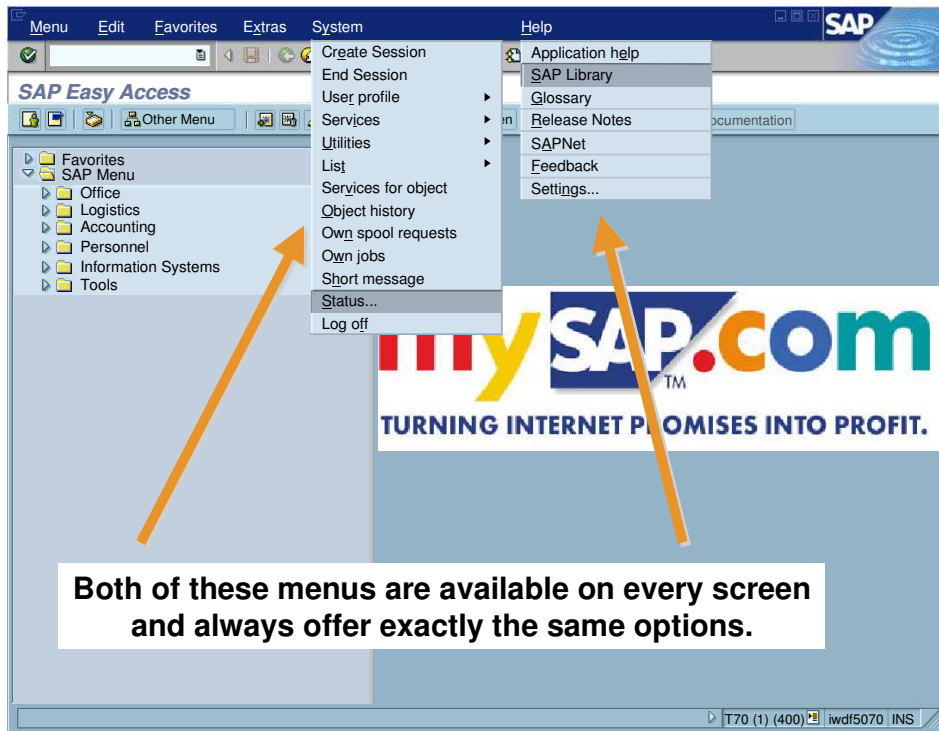 Menu Edit Favorites Extras System Help
SAP
SAP Easy Access
Other Menu
en
ocumentation
Create Session
End Session
User profile
Services
Utilities
List
Services for object
Object history
Own spool requests
Own jobs
Short message
Status...
Log off
Application help
SAP Library
Glossary
Release Notes
SAPNet
Feedback
Settings...
Favorites
SAP Menu
Office
Logistics
Accounting
Personnel
Information Systems
Tools
mySAP.com
TM
TURNING INTERNET PROMISES INTO PROFIT.
Both of these menus are available on every screen
and always offer exactly the same options.
T70 (1) (400) iwdf5070 INS